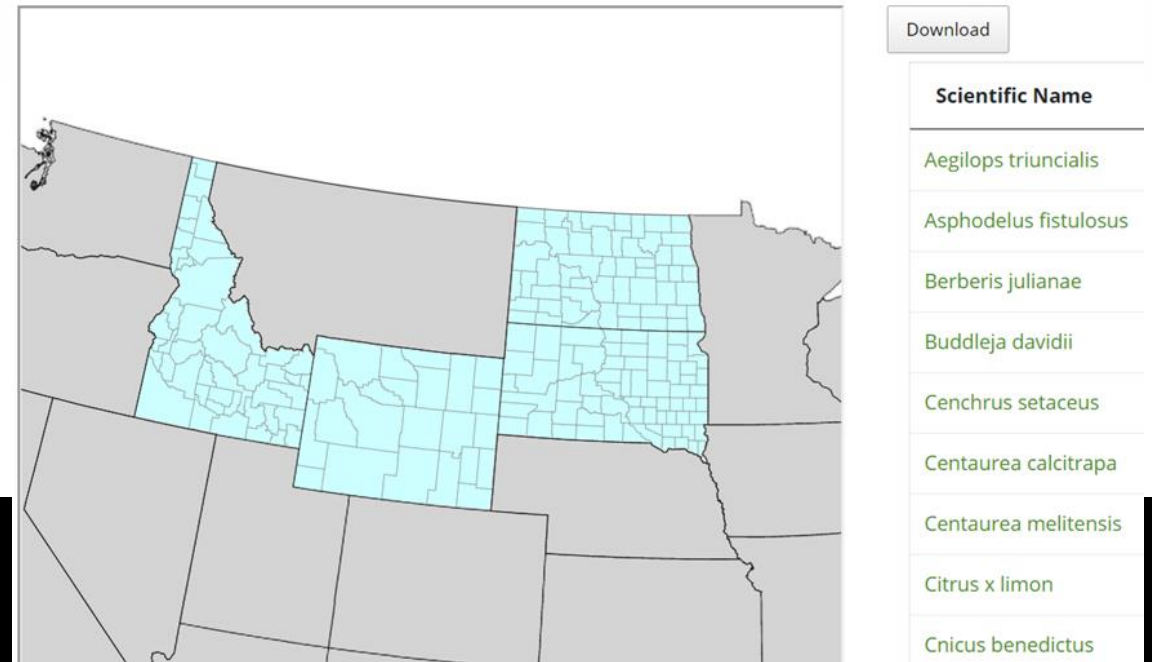 Download
Scientific Name
Aegilops triuncialis
Asphodelus fistulosus
Berberis julianae
Buddleja davidii
Cenchrus setaceus
Centaurea calcitrapa
Centaurea melitensis
Citrus x limon
Cnicus benedictus